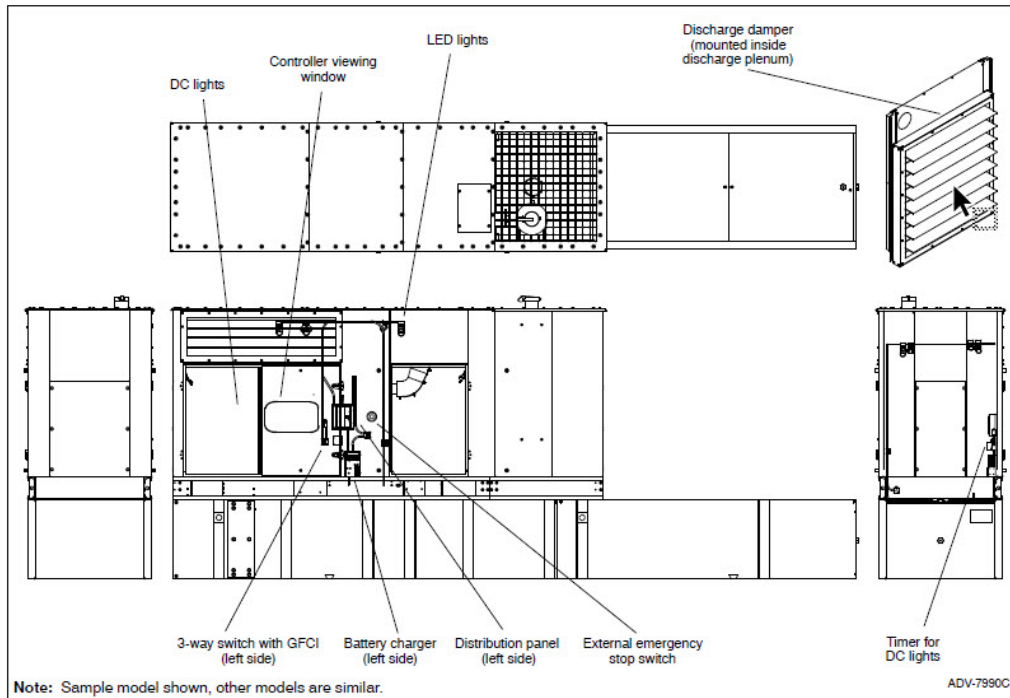 LED lights
Discharge damper
(mounted inside
discharge plenum)
Controller viewing
window
DC lights
3-way switch with GFCI
(left side)
Battery charger
(left side)
Distribution panel
(left side)
External emergency
stop switch
Timer for
DC lights
Note: Sample model shown, other models are similar.
ADV-7990C